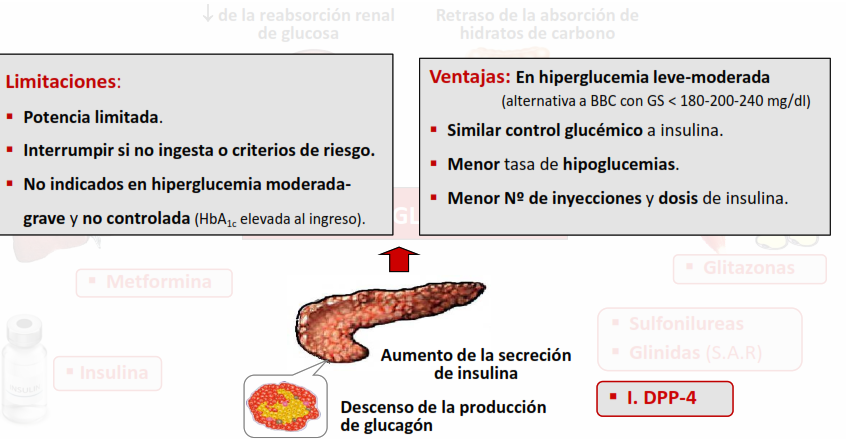 ↓ de la reabsorción renal
de glucosa
Retraso de la absorción de
hidratos de carbono
Limitaciones:
▪ Potencia limitada.
▪ Interrumpir si no ingesta o criterios de riesgo.
▪ No indicados en hiperglucemia moderada-
grave y no controlada (HbA1c elevada al ingreso).
Ventajas: En hiperglucemia leve-moderada
(alternativa a BBC con GS < 180-200-240 mg/dl)
▪ Similar control glucémico a insulina.
▪ Menor tasa de hipoglucemias.
▪ Menor Nº de inyecciones y dosis de insulina.
▪ Metformina
▪ Glitazonas
▪ Sulfonilureas
▪ Glinidas (S.A.R)
▪ Insulina
Aumento de la secreción
de insulina
▪ I. DPP-4
Descenso de la producción
de glucagón